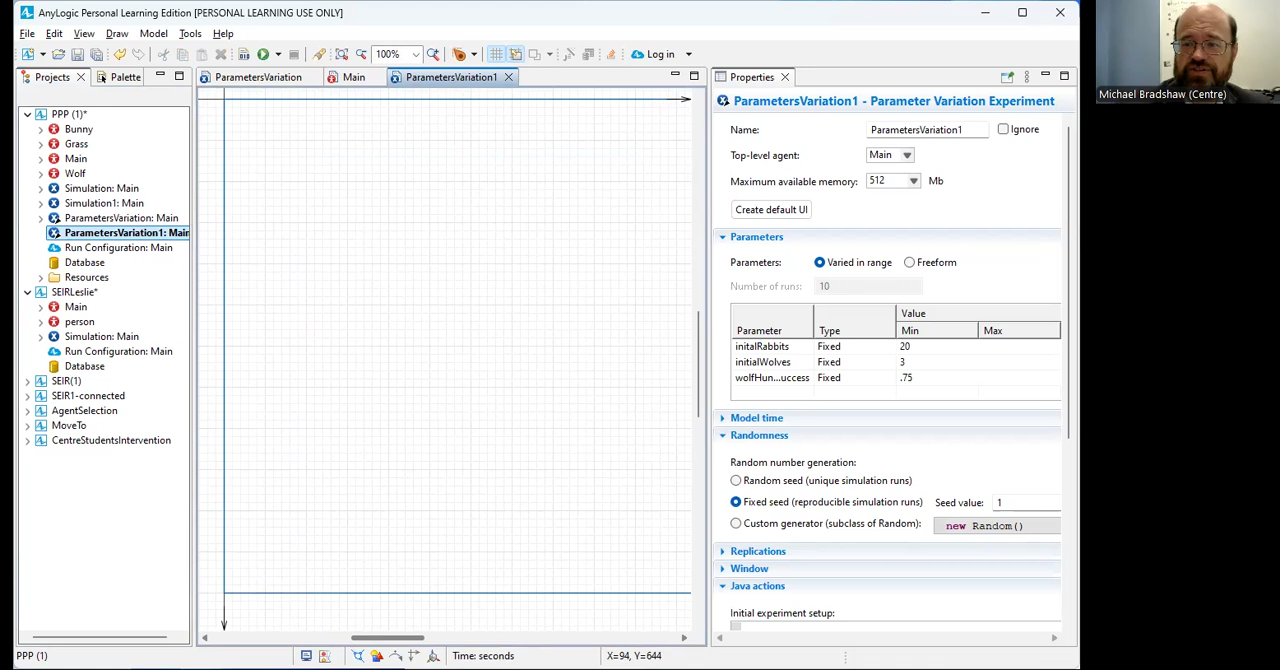 AnyLogic Personal Learning Edition [PERSONAL LEARNING USE ONLY]
File Edit View Draw Model Tools Help
100% Log in
Projects Palette ParametersVariation Main ParametersVariation1 Properties
PPP (1)*
Bunny
Grass
Main
Wolf
Simulation: Main
Simulation1: Main
ParametersVariation: Main
ParametersVariation1: Main
Run Configuration: Main
Database
Resources
SEIRLeslie*
Main
person
Simulation: Main
Run Configuration: Main
Database
SEIR(1)
SEIR1-connected
AgentSelection
MoveTo
CentreStudentsIntervention
ParametersVariation1 - Parameter Variation Experiment
Name: ParametersVariation1 Ignore
Top-level agent: Main
Maximum available memory: 512 Mb
Create default UI
Parameters
Parameters: Varied in range Freeform
Number of runs: 10
Value
Parameter Type Min Max
initalRabbits Fixed 20
initialWolves Fixed 3
wolfHun...uccess Fixed .75
Model time
Randomness
Random number generation:
Random seed (unique simulation runs)
Fixed seed (reproducible simulation runs) Seed value: 1
Custom generator (subclass of Random): new Random()
Replications
Window
Java actions
Initial experiment setup:
PPP (1) Time: seconds X=94, Y=644
Michael Bradshaw (Centre)